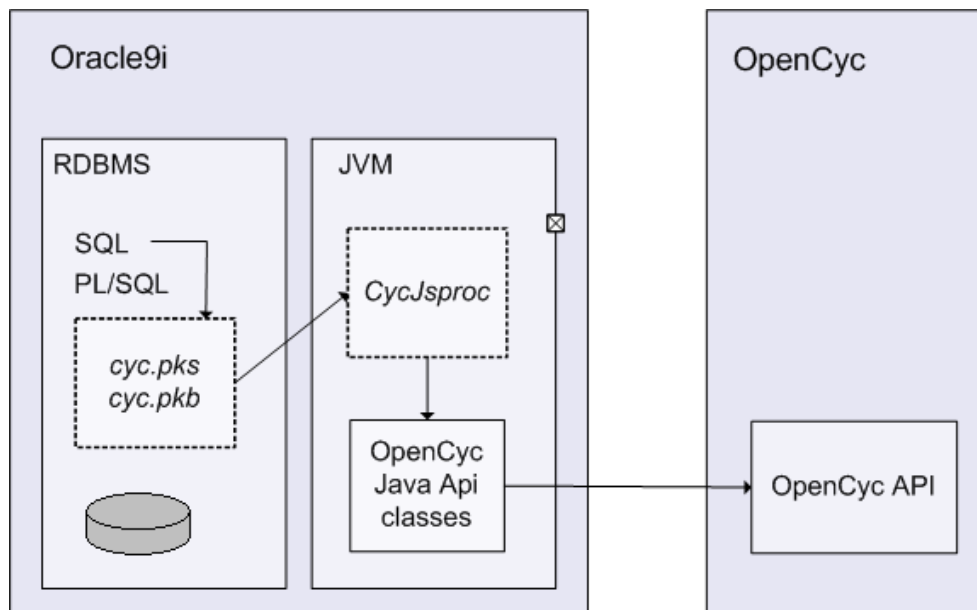 Oracle9i
RDBMS
SQL
PL/SQL
cyc.pks
cyc.pkb
JVM
CycJsproc
OpenCyc
Java Api
classes
OpenCyc
OpenCyc API